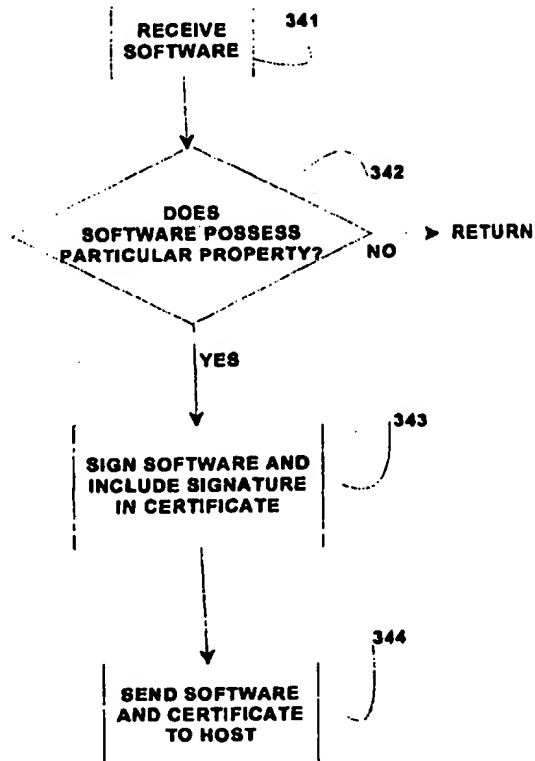 RECEIVE
SOFTWARE
341
342
DOES
SOFTWARE POSSESS
PARTICULAR PROPERTY?
NO
RETURN
YES
343
SIGN SOFTWARE AND
INCLUDE SIGNATURE
IN CERTIFICATE
344
SEND SOFTWARE
AND CERTIFICATE
TO HOST